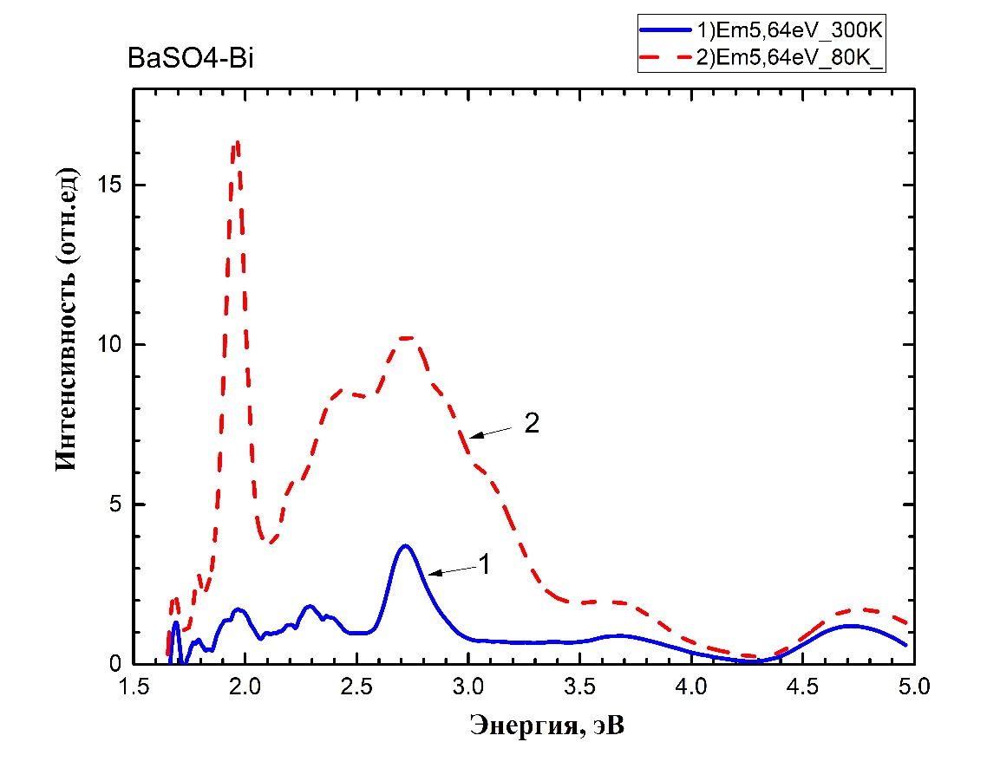 1)Em5,64eV_300K
2)Em5,64eV_80K_
BaSO4-Bi
15
10
5
0
2
1
1.5 2.0 2.5 3.0 3.5 4.0 4.5 5.0
Интенсивность (отн.ед)
Энергия, эВ